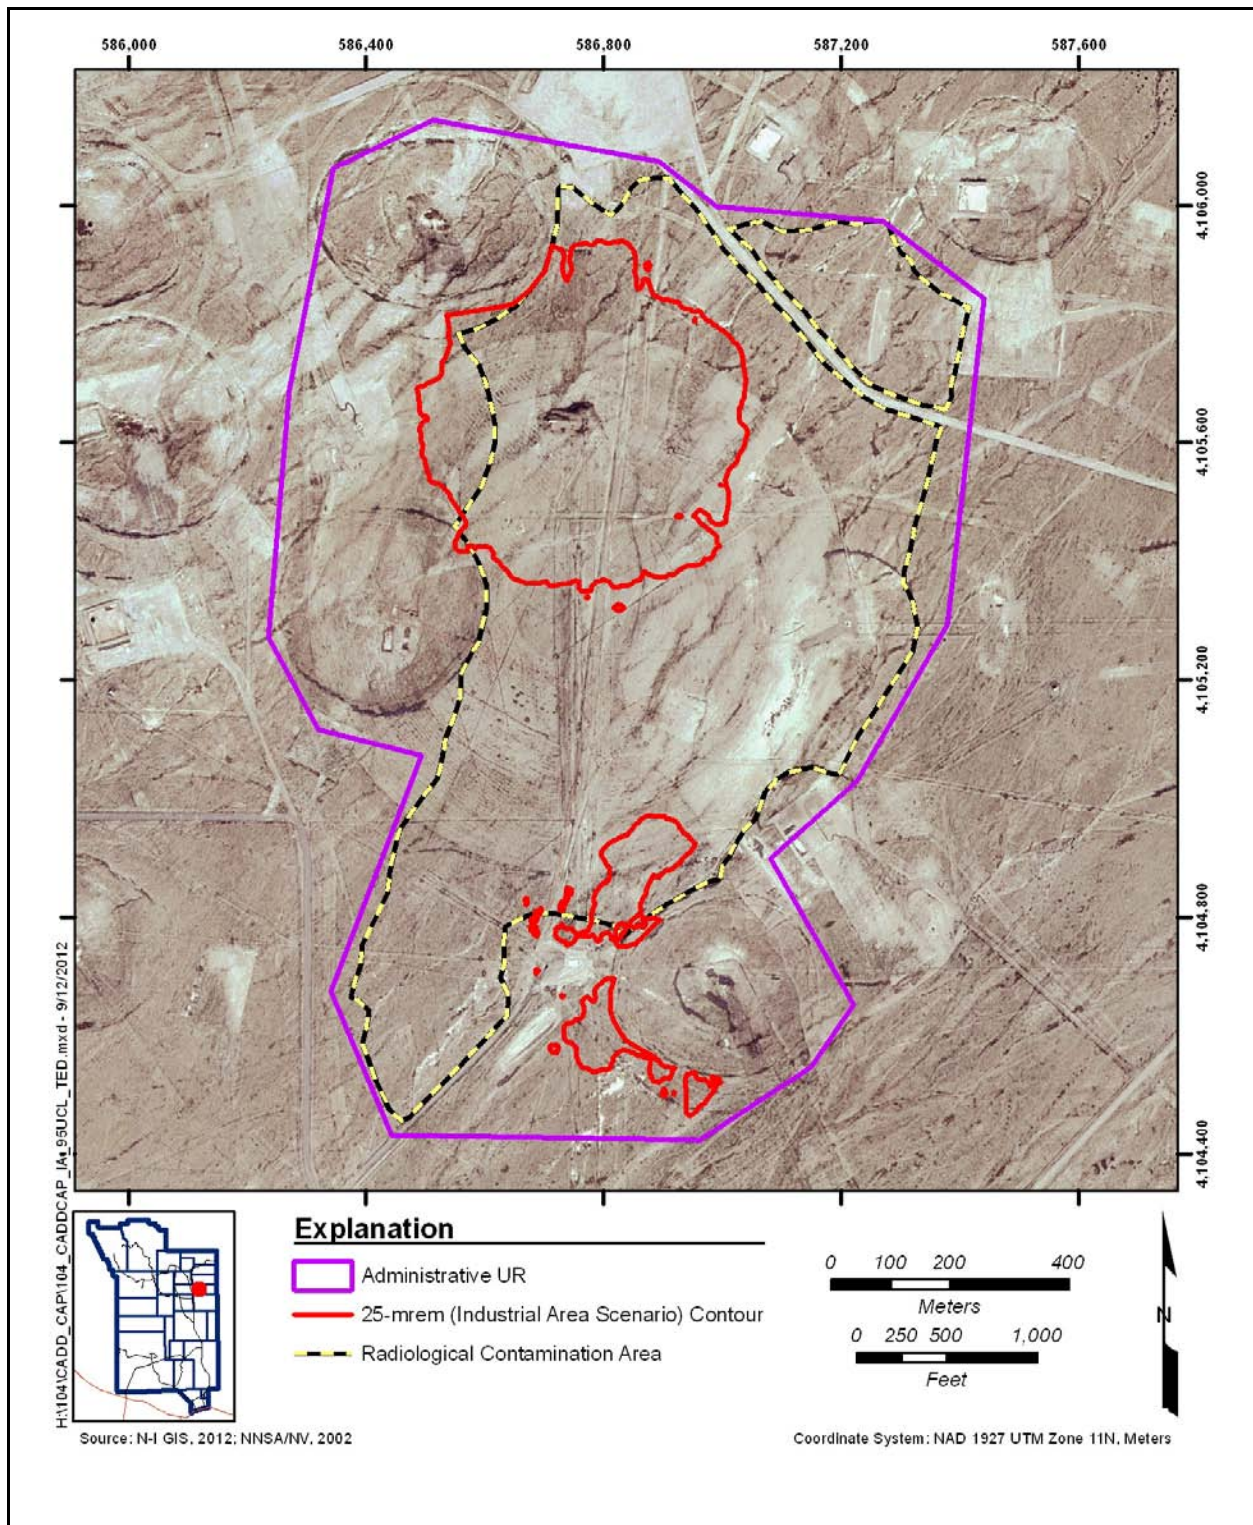 586,000 586,400 586,800 587,200 587,600
4,106,000
4,105,600
4,105,200
4,104,800
4,104,400
H:\104\CADD_CAP\104_CADDCAP_IA_95UCL_TED.mxd - 9/12/2012
Explanation
Administrative UR
25-mrem (Industrial Area Scenario) Contour
Radiological Contamination Area
0 100 200 400
Meters
0 250 500 1,000
Feet
N
Source: N-I GIS, 2012; NNSA/NV, 2002
Coordinate System: NAD 1927 UTM Zone 11N, Meters